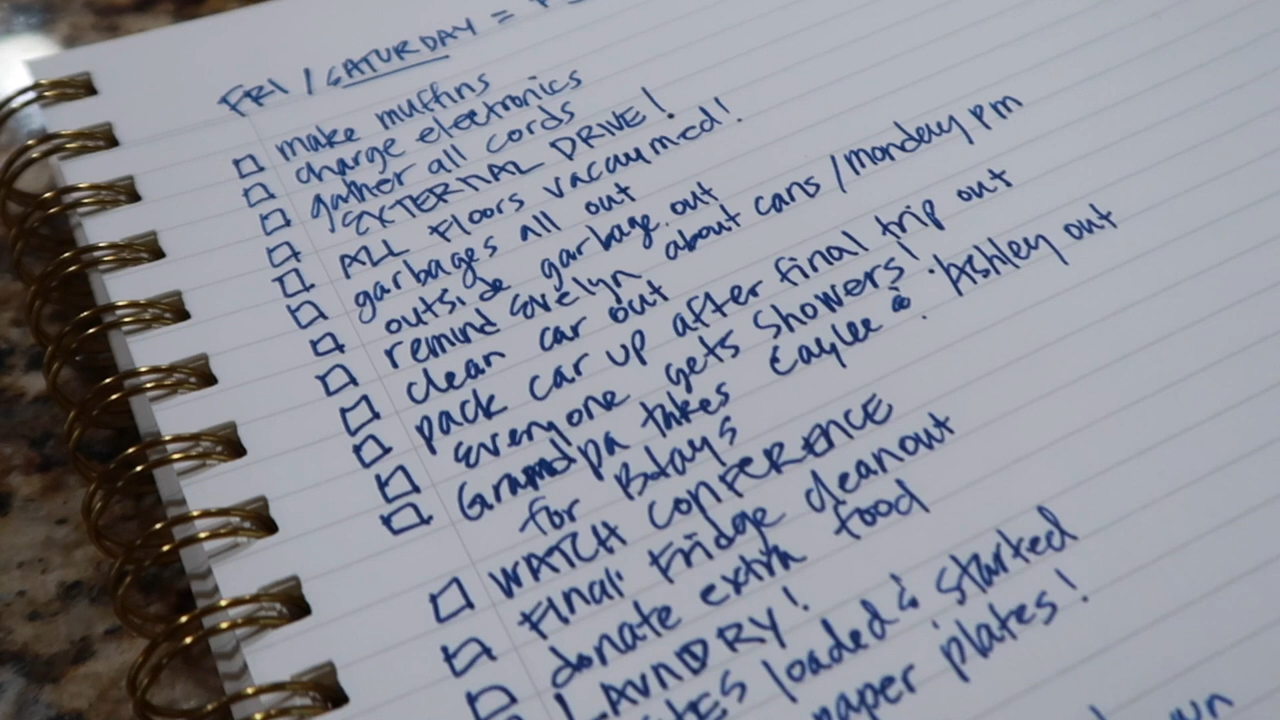 FRI / SATURDAY =
make muffins
charge electronics
gather all cords
EXTERNAL DRIVE!
ALL Floors vacuumed!
garbages all out
outside garbage out
remind Evelyn about cans / monday pm
clean car out
pack car up after final trip out
Everyone gets showers!
Grandpa takes Caylee & Ashley out
for Bdays
WATCH CONFERENCE
Final Fridge cleanout
donate extra food
LAUNDRY!
loaded & started
paper plates!